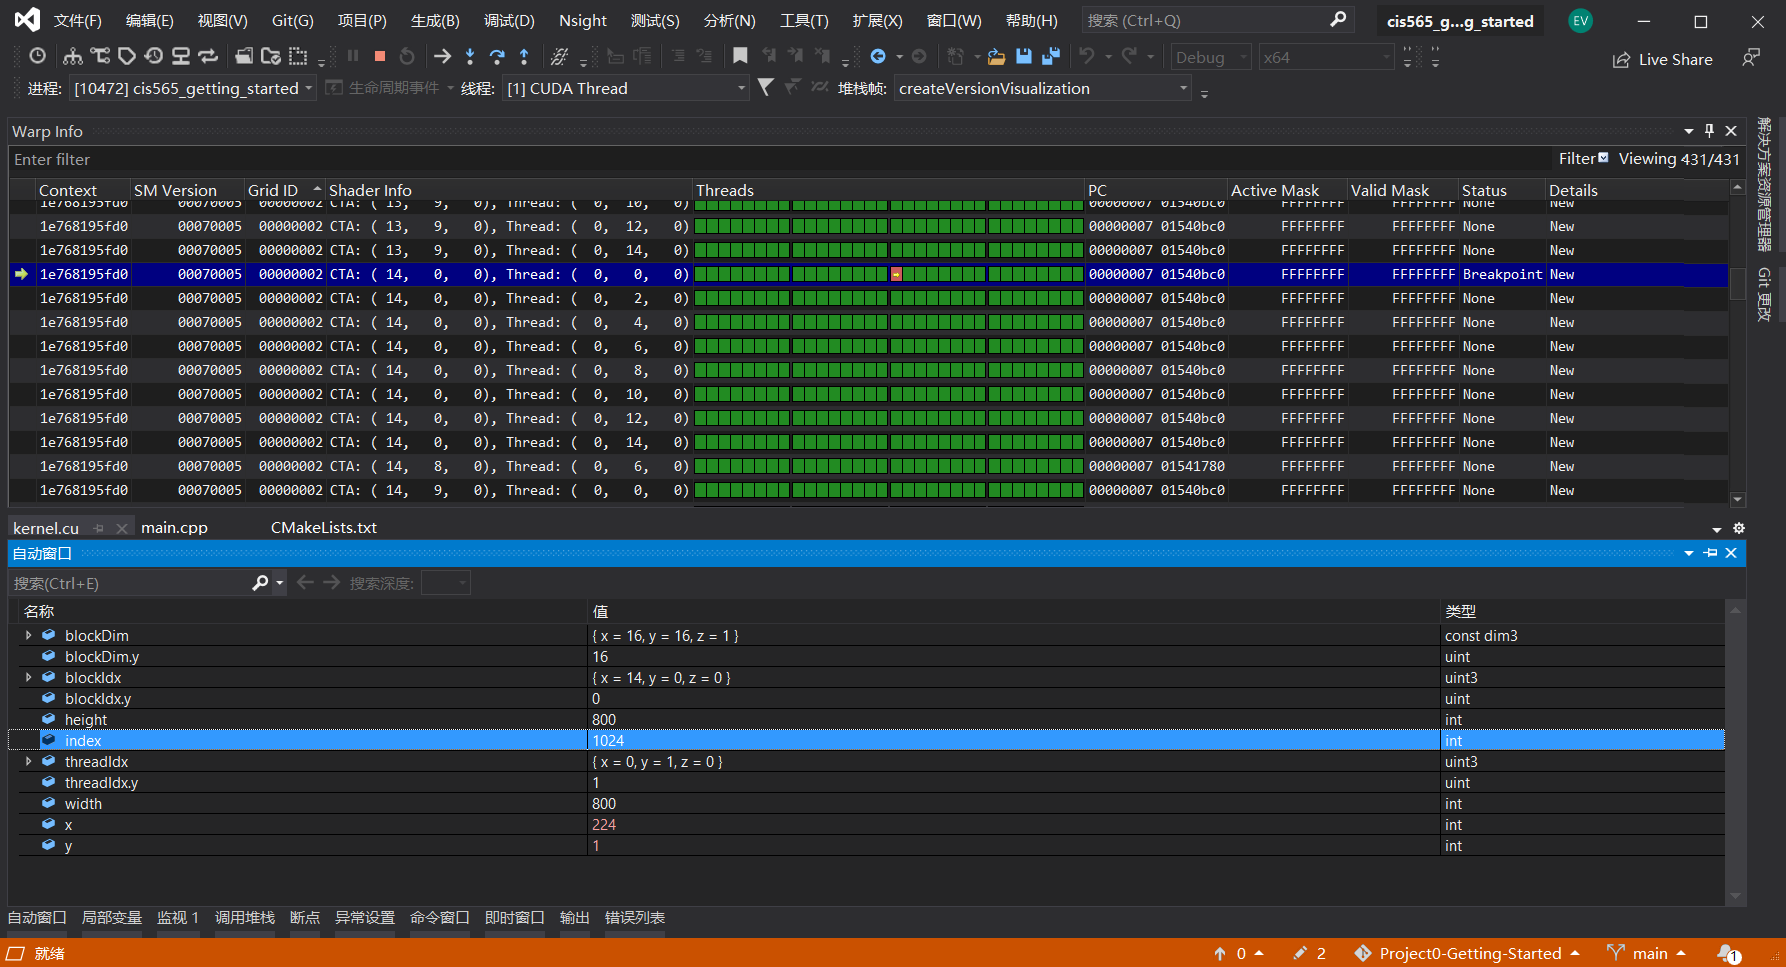 文件(F) 编辑(E) 视图(V) Git(G) 项目(P) 生成(B) 调试(D) Nsight 测试(S) 分析(N) 工具(T) 扩展(X) 窗口(W) 帮助(H) 搜索 (Ctrl+Q) cis565_g...g_started EV
Debug x64 Live Share
进程: [10472] cis565_getting_started 生命周期事件 线程: [1] CUDA Thread 堆栈帧: createVersionVisualization
Warp Info
Enter filter Filter Viewing 431/431
Context SM Version Grid ID Shader Info Threads PC Active Mask Valid Mask Status Details
1e768195fd0 00070005 00000002 CTA: ( 13, 9, 0), Thread: ( 0, 10, 0) 00000007 01540bc0 FFFFFFFF FFFFFFFF None New
1e768195fd0 00070005 00000002 CTA: ( 13, 9, 0), Thread: ( 0, 12, 0) 00000007 01540bc0 FFFFFFFF FFFFFFFF None New
1e768195fd0 00070005 00000002 CTA: ( 13, 9, 0), Thread: ( 0, 14, 0) 00000007 01540bc0 FFFFFFFF FFFFFFFF None New
1e768195fd0 00070005 00000002 CTA: ( 14, 0, 0), Thread: ( 0, 0, 0) 00000007 01540bc0 FFFFFFFF FFFFFFFF Breakpoint New
1e768195fd0 00070005 00000002 CTA: ( 14, 0, 0), Thread: ( 0, 2, 0) 00000007 01540bc0 FFFFFFFF FFFFFFFF None New
1e768195fd0 00070005 00000002 CTA: ( 14, 0, 0), Thread: ( 0, 4, 0) 00000007 01540bc0 FFFFFFFF FFFFFFFF None New
1e768195fd0 00070005 00000002 CTA: ( 14, 0, 0), Thread: ( 0, 6, 0) 00000007 01540bc0 FFFFFFFF FFFFFFFF None New
1e768195fd0 00070005 00000002 CTA: ( 14, 0, 0), Thread: ( 0, 8, 0) 00000007 01540bc0 FFFFFFFF FFFFFFFF None New
1e768195fd0 00070005 00000002 CTA: ( 14, 0, 0), Thread: ( 0, 10, 0) 00000007 01540bc0 FFFFFFFF FFFFFFFF None New
1e768195fd0 00070005 00000002 CTA: ( 14, 0, 0), Thread: ( 0, 12, 0) 00000007 01540bc0 FFFFFFFF FFFFFFFF None New
1e768195fd0 00070005 00000002 CTA: ( 14, 0, 0), Thread: ( 0, 14, 0) 00000007 01540bc0 FFFFFFFF FFFFFFFF None New
1e768195fd0 00070005 00000002 CTA: ( 14, 8, 0), Thread: ( 0, 6, 0) 00000007 01541780 FFFFFFFF FFFFFFFF None New
1e768195fd0 00070005 00000002 CTA: ( 14, 9, 0), Thread: ( 0, 0, 0) 00000007 01540bc0 FFFFFFFF FFFFFFFF None New
解决方案资源管理器
Git 更改
kernel.cu main.cpp CMakeLists.txt
自动窗口
搜索(Ctrl+E) 搜索深度:
名称 值 类型
blockDim { x = 16, y = 16, z = 1 } const dim3
blockDim.y 16 uint
blockIdx { x = 14, y = 0, z = 0 } uint3
blockIdx.y 0 uint
height 800 int
index 1024 int
threadIdx { x = 0, y = 1, z = 0 } uint3
threadIdx.y 1 uint
width 800 int
x 224 int
y 1 int
自动窗口 局部变量 监视 1 调用堆栈 断点 异常设置 命令窗口 即时窗口 输出 错误列表
就绪 0 2 Project0-Getting-Started main 1